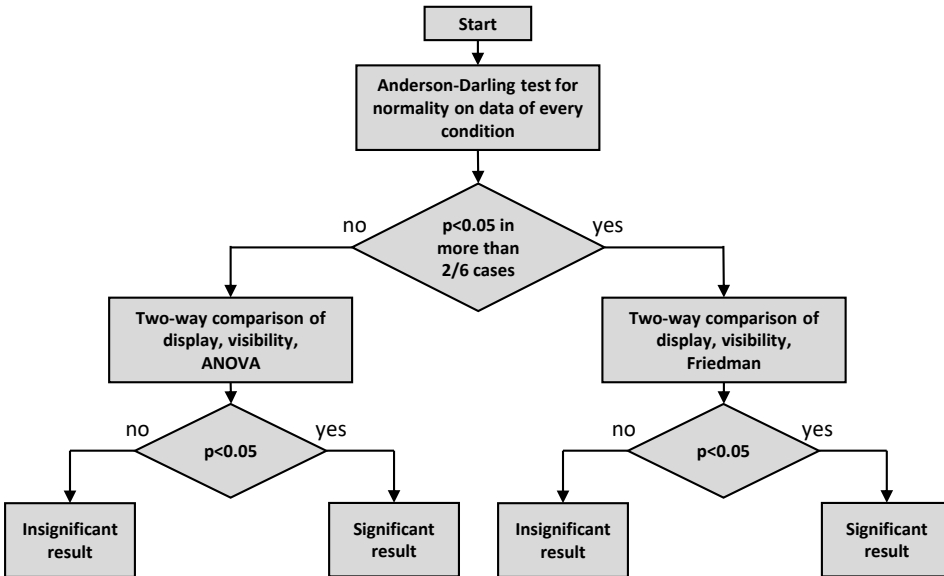 Start
Anderson-Darling test for
normality on data of every
condition
no
yes
p<0.05 in
more than
2/6 cases
Two-way comparison of
display, visibility,
ANOVA
Two-way comparison of
display, visibility,
Friedman
no
yes
p<0.05
no
yes
p<0.05
Insignificant
result
Significant
result
Insignificant
result
Significant
result